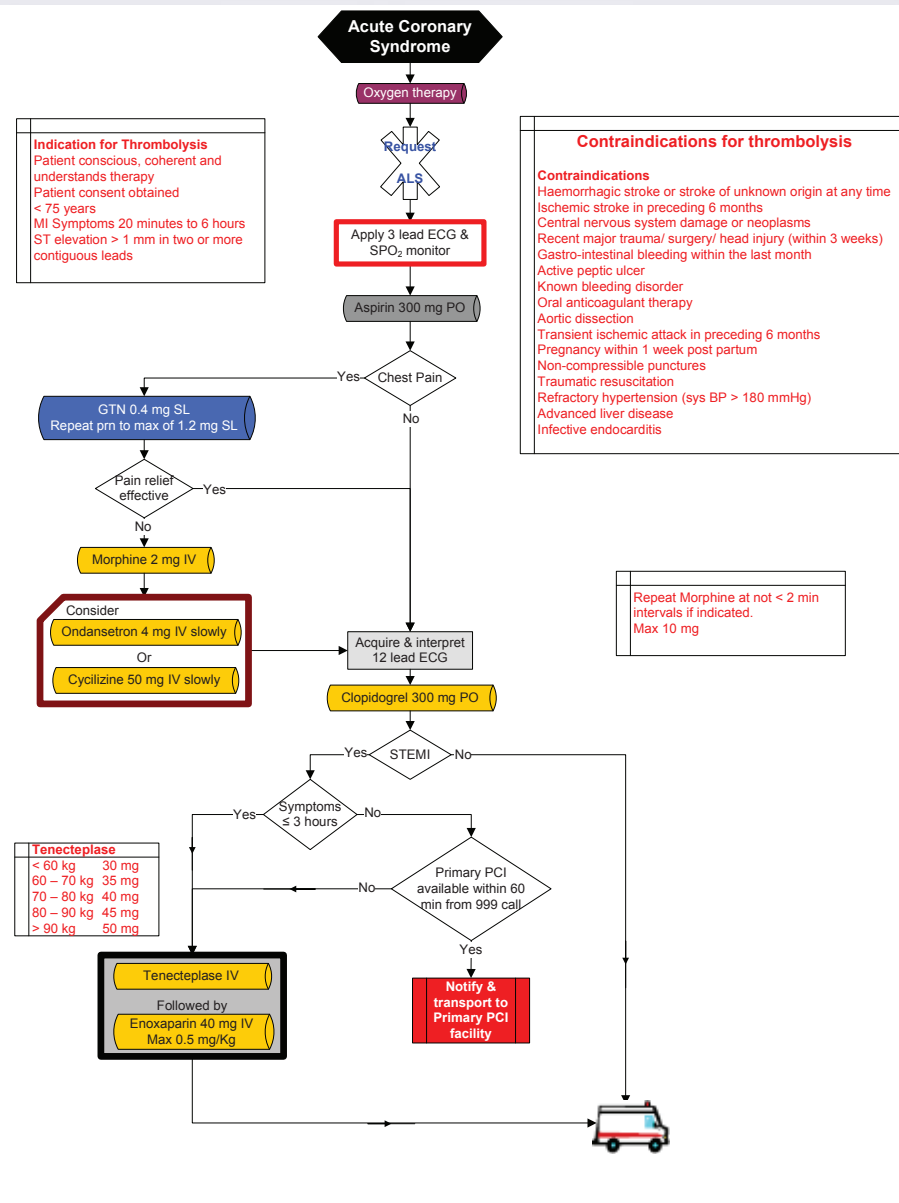 Acute Coronary
Syndrome
Oxygen therapy
Request
ALS
Indication for Thrombolysis
Patient conscious, coherent and
understands therapy
Patient consent obtained
< 75 years
MI Symptoms 20 minutes to 6 hours
ST elevation > 1 mm in two or more
contiguous leads
Contraindications for thrombolysis
Contraindications
Haemorrhagic stroke or stroke of unknown origin at any time
Ischemic stroke in preceding 6 months
Central nervous system damage or neoplasms
Recent major trauma/ surgery/ head injury (within 3 weeks)
Gastro-intestinal bleeding within the last month
Active peptic ulcer
Known bleeding disorder
Oral anticoagulant therapy
Aortic dissection
Transient ischemic attack in preceding 6 months
Pregnancy within 1 week post partum
Non-compressible punctures
Traumatic resuscitation
Refractory hypertension (sys BP > 180 mmHg)
Advanced liver disease
Infective endocarditis
Apply 3 lead ECG &
SPO₂ monitor
Aspirin 300 mg PO
Chest Pain
Yes
No
GTN 0.4 mg SL
Repeat prn to max of 1.2 mg SL
Pain relief
effective
Yes
No
Morphine 2 mg IV
Consider
Ondansetron 4 mg IV slowly
Or
Cycilizine 50 mg IV slowly
Repeat Morphine at not < 2 min
intervals if indicated.
Max 10 mg
Acquire & interpret
12 lead ECG
Clopidogrel 300 mg PO
STEMI
Yes
No
Symptoms
≤ 3 hours
Yes
No
Primary PCI
available within 60
min from 999 call
No
Yes
Tenecteplase
< 60 kg 30 mg
60 – 70 kg 35 mg
70 – 80 kg 40 mg
80 – 90 kg 45 mg
> 90 kg 50 mg
Tenecteplase IV
Followed by
Enoxaparin 40 mg IV
Max 0.5 mg/Kg
Notify &
transport to
Primary PCI
facility